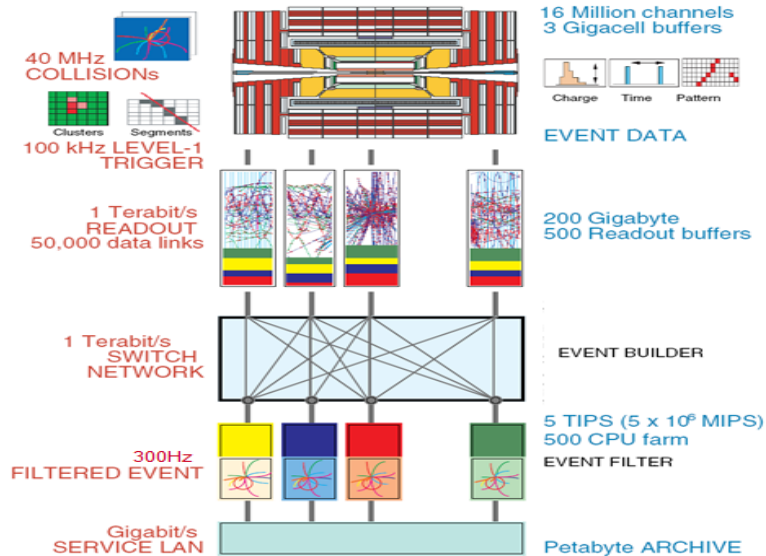 16 Million channels
3 Gigacell buffers
40 MHz
COLLISIONs
Charge
Time
Pattern
Clusters
Segments
EVENT DATA
100 kHz LEVEL-1
TRIGGER
1 Terabit/s
READOUT
50,000 data links
200 Gigabyte
500 Readout buffers
1 Terabit/s
SWITCH
NETWORK
EVENT BUILDER
5 TIPS (5 x 10⁶ MIPS)
500 CPU farm
300Hz
FILTERED EVENT
EVENT FILTER
Gigabit/s
SERVICE LAN
Petabyte ARCHIVE